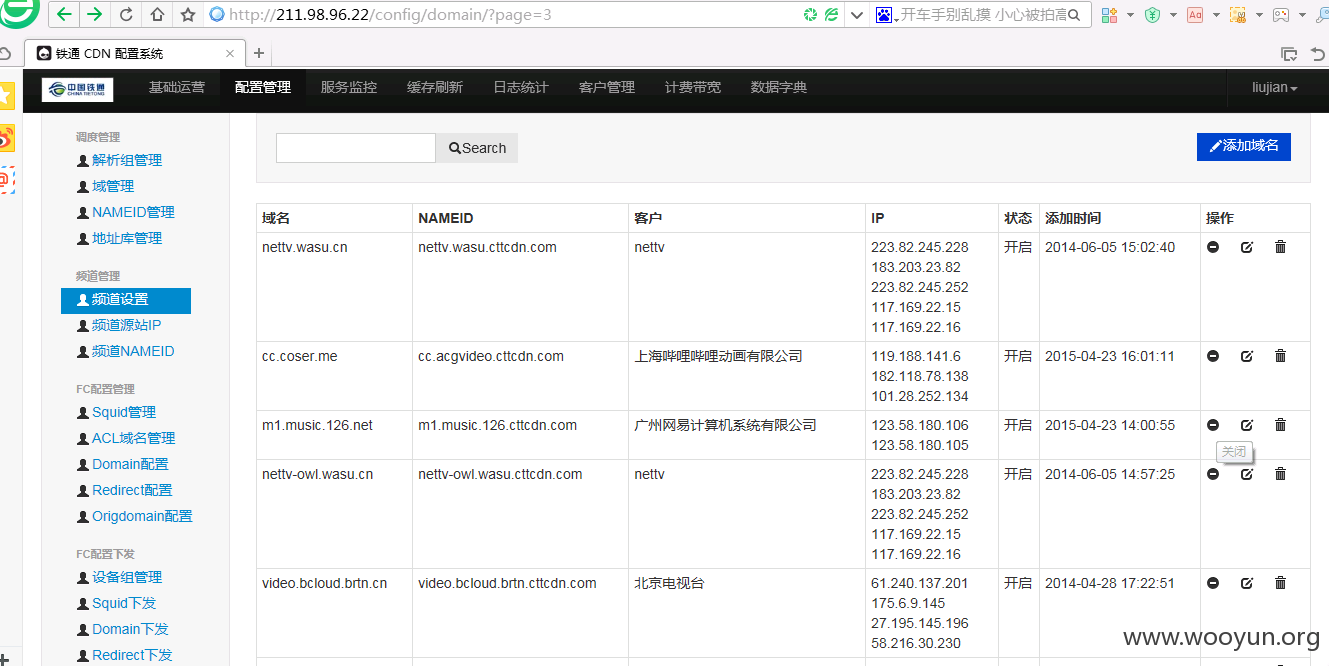 http://211.98.96.22/config/domain/?page=3
开车手别乱摸 小心被拍高
铁通 CDN 配置系统
中国铁通
CHINA TIETONG
基础运营 配置管理 服务监控 缓存刷新 日志统计 客户管理 计费带宽 数据字典 liujian
调度管理
解析组管理
域管理
NAMEID管理
地址库管理
频道管理
频道设置
频道源站IP
频道NAMEID
FC配置管理
Squid管理
ACL域名管理
Domain配置
Redirect配置
Origdomain配置
FC配置下发
设备组管理
Squid下发
Domain下发
Redirect下发
Search 添加域名
域名 NAMEID 客户 IP 状态 添加时间 操作
nettv.wasu.cn nettv.wasu.cttcdn.com nettv 223.82.245.228 开启 2014-06-05 15:02:40
183.203.23.82
223.82.245.252
117.169.22.15
117.169.22.16
cc.coser.me cc.acgvideo.cttcdn.com 上海哔哩哔哩动画有限公司 119.188.141.6 开启 2015-04-23 16:01:11
182.118.78.138
101.28.252.134
m1.music.126.net m1.music.126.cttcdn.com 广州网易计算机系统有限公司 123.58.180.106 开启 2015-04-23 14:00:55
123.58.180.105
关闭
nettv-owl.wasu.cn nettv-owl.wasu.cttcdn.com nettv 223.82.245.228 开启 2014-06-05 14:57:25
183.203.23.82
223.82.245.252
117.169.22.15
117.169.22.16
video.bcloud.brtn.cn video.bcloud.brtn.cttcdn.com 北京电视台 61.240.137.201 开启 2014-04-28 17:22:51
175.6.9.145
27.195.145.196
58.216.30.230
www.wooyun.org